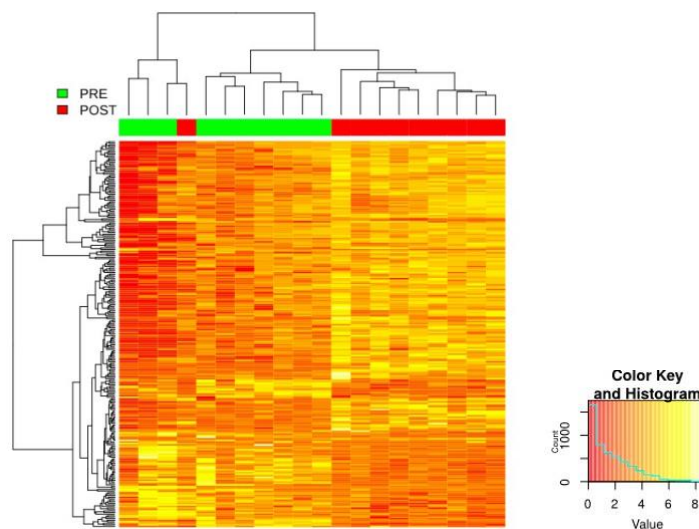 PRE
POST
Color Key
and Histogram
Count
0 1000
0 2 4 6 8
Value